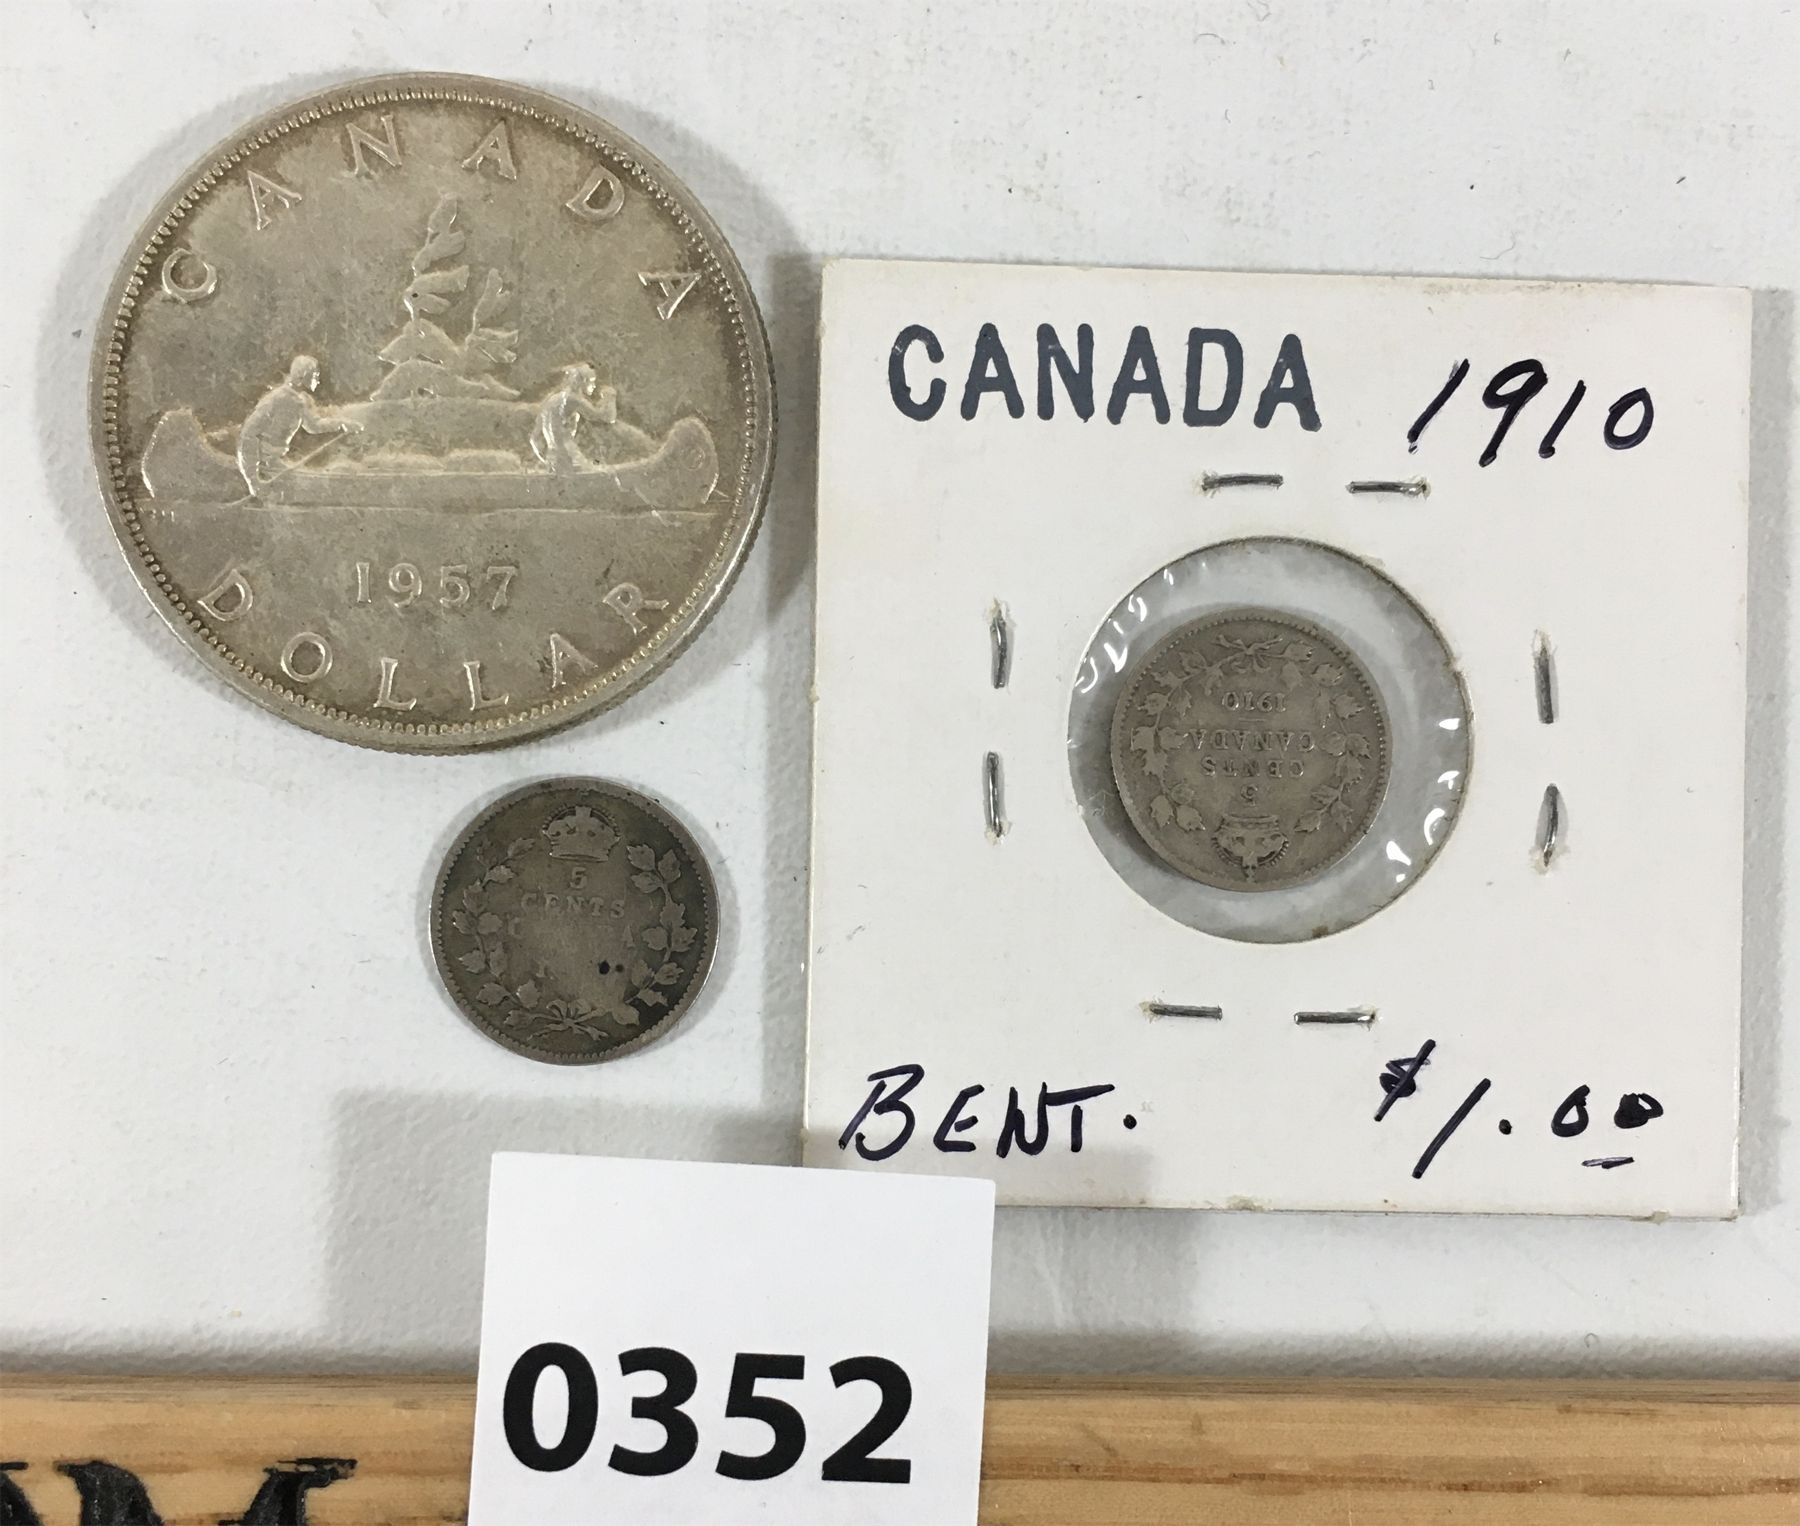 CANADA
1957
DOLLAR
5
CENTS
CANADA 1910
5
CENTS
CANADA
1910
BENT. $1.00
0352